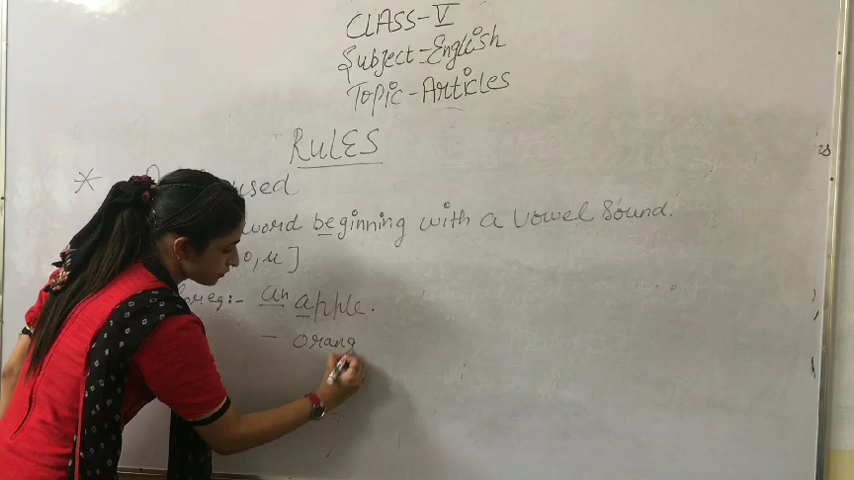 CLASS-V
Subject-English
Topic-Articles
RULES
* used
word beginning with a vowel Sound.
o,u]
an apple.
- orang